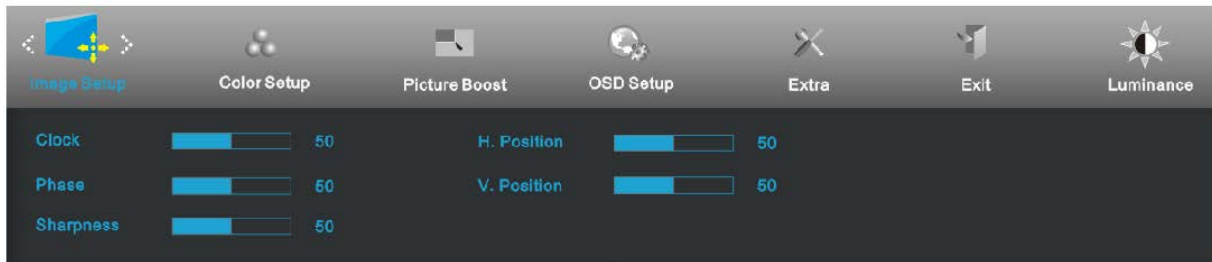 Image Setup Color Setup Picture Boost OSD Setup Extra Exit Luminance
Clock 50 H. Position 50
Phase 50 V. Position 50
Sharpness 50